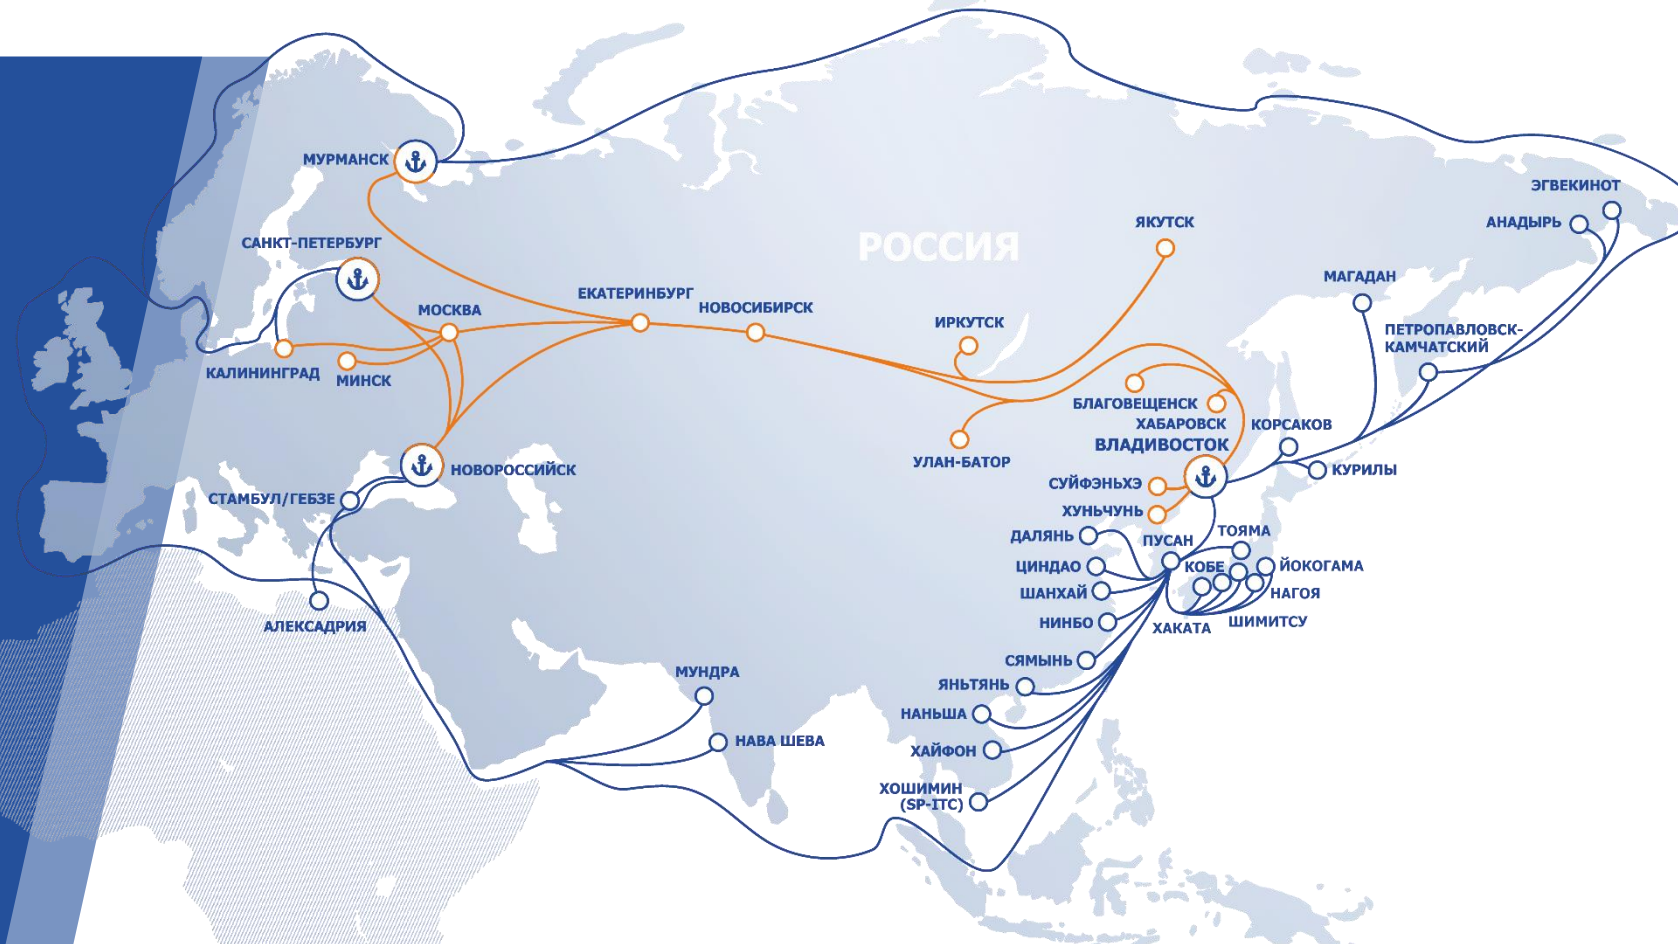 МУРМАНСК
САНКТ-ПЕТЕРБУРГ
МОСКВА
КАЛИНИНГРАД
МИНСК
ЕКАТЕРИНБУРГ
НОВОСИБИРСК
РОССИЯ
ИРКУТСК
ЯКУТСК
ЭГВЕКИНОТ
АНАДЫРЬ
МАГАДАН
ПЕТРОПАВЛОВСК-
КАМЧАТСКИЙ
БЛАГОВЕЩЕНСК
ХАБАРОВСК
ВЛАДИВОСТОК
КОРСАКОВ
КУРИЛЫ
УЛАН-БАТОР
НОВОРОССИЙСК
СТАМБУЛ/ГЕБЗЕ
АЛЕКСАДРИЯ
СУЙФЭНЬХЭ
ХУНЬЧУНЬ
ДАЛЯНЬ
ПУСАН
ТОЯМА
ЦИНДАО
КОБЕ
ЙОКОГАМА
ШАНХАЙ
НАГОЯ
НИНБО
ХАКАТА
ШИМИТСУ
СЯМЫНЬ
МУНДРА
ЯНЬТЯНЬ
НАНЬША
НАВА ШЕВА
ХАЙФОН
ХОШИМИН
(SP-ITC)